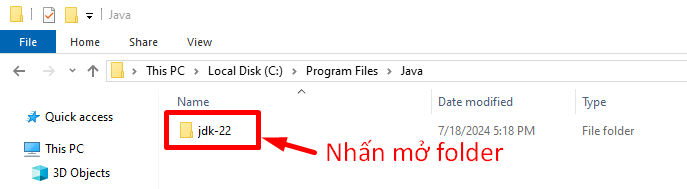 Java
File Home Share View
This PC Local Disk (C:) Program Files Java
Name Date modified Type
Quick access
jdk-22 7/18/2024 5:18 PM File folder
This PC
Nhấn mở folder
3D Objects